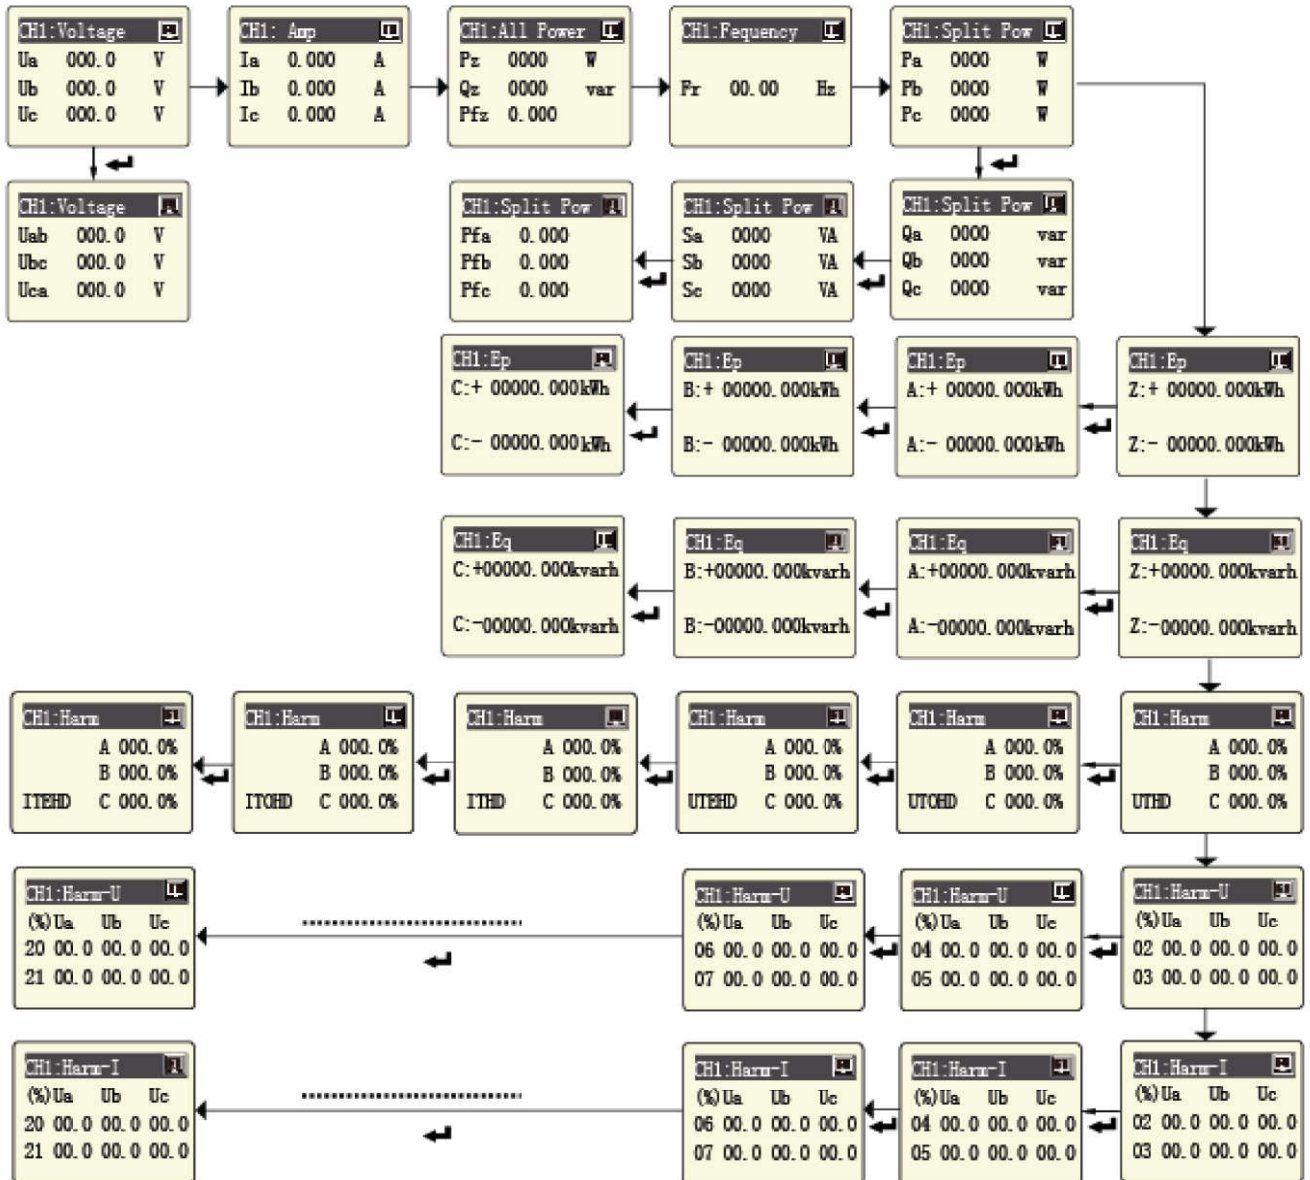 CH1:Voltage
Ua 000.0 V
Ub 000.0 V
Uc 000.0 V
CH1: Amp
Ia 0.000 A
Ib 0.000 A
Ic 0.000 A
CH1:All Power
Pz 0000 W
Qz 0000 var
Pfz 0.000
CH1:Fequency
Fr 00.00 Hz
CH1:Split Pow
Pa 0000 W
Pb 0000 W
Pc 0000 W
CH1:Voltage
Uab 000.0 V
Ubc 000.0 V
Uca 000.0 V
CH1:Split Pow
Pfa 0.000
Pfb 0.000
Pfc 0.000
CH1:Split Pow
Sa 0000 VA
Sb 0000 VA
Sc 0000 VA
CH1:Split Pow
Qa 0000 var
Qb 0000 var
Qc 0000 var
CH1:Ep
C:+ 00000.000kWh
C:- 00000.000kWh
CH1:Ep
B:+ 00000.000kWh
B:- 00000.000kWh
CH1:Ep
A:+ 00000.000kWh
A:- 00000.000kWh
CH1:Ep
Z:+ 00000.000kWh
Z:- 00000.000kWh
CH1:Eq
C:+00000.000kvarh
C:-00000.000kvarh
CH1:Eq
B:+00000.000kvarh
B:-00000.000kvarh
CH1:Eq
A:+00000.000kvarh
A:-00000.000kvarh
CH1:Eq
Z:+00000.000kvarh
Z:-00000.000kvarh
CH1:Harm
A 000.0%
B 000.0%
ITEHD C 000.0%
CH1:Harm
A 000.0%
B 000.0%
ITOHD C 000.0%
CH1:Harm
A 000.0%
B 000.0%
ITHD C 000.0%
CH1:Harm
A 000.0%
B 000.0%
UTEHD C 000.0%
CH1:Harm
A 000.0%
B 000.0%
UTOHD C 000.0%
CH1:Harm
A 000.0%
B 000.0%
UTHD C 000.0%
CH1:Harm-U
(%)Ua Ub Uc
20 00.0 00.0 00.0
21 00.0 00.0 00.0
CH1:Harm-U
(%)Ua Ub Uc
06 00.0 00.0 00.0
07 00.0 00.0 00.0
CH1:Harm-U
(%)Ua Ub Uc
04 00.0 00.0 00.0
05 00.0 00.0 00.0
CH1:Harm-U
(%)Ua Ub Uc
02 00.0 00.0 00.0
03 00.0 00.0 00.0
CH1:Harm-I
(%)Ua Ub Uc
20 00.0 00.0 00.0
21 00.0 00.0 00.0
CH1:Harm-I
(%)Ua Ub Uc
06 00.0 00.0 00.0
07 00.0 00.0 00.0
CH1:Harm-I
(%)Ua Ub Uc
04 00.0 00.0 00.0
05 00.0 00.0 00.0
CH1:Harm-I
(%)Ua Ub Uc
02 00.0 00.0 00.0
03 00.0 00.0 00.0